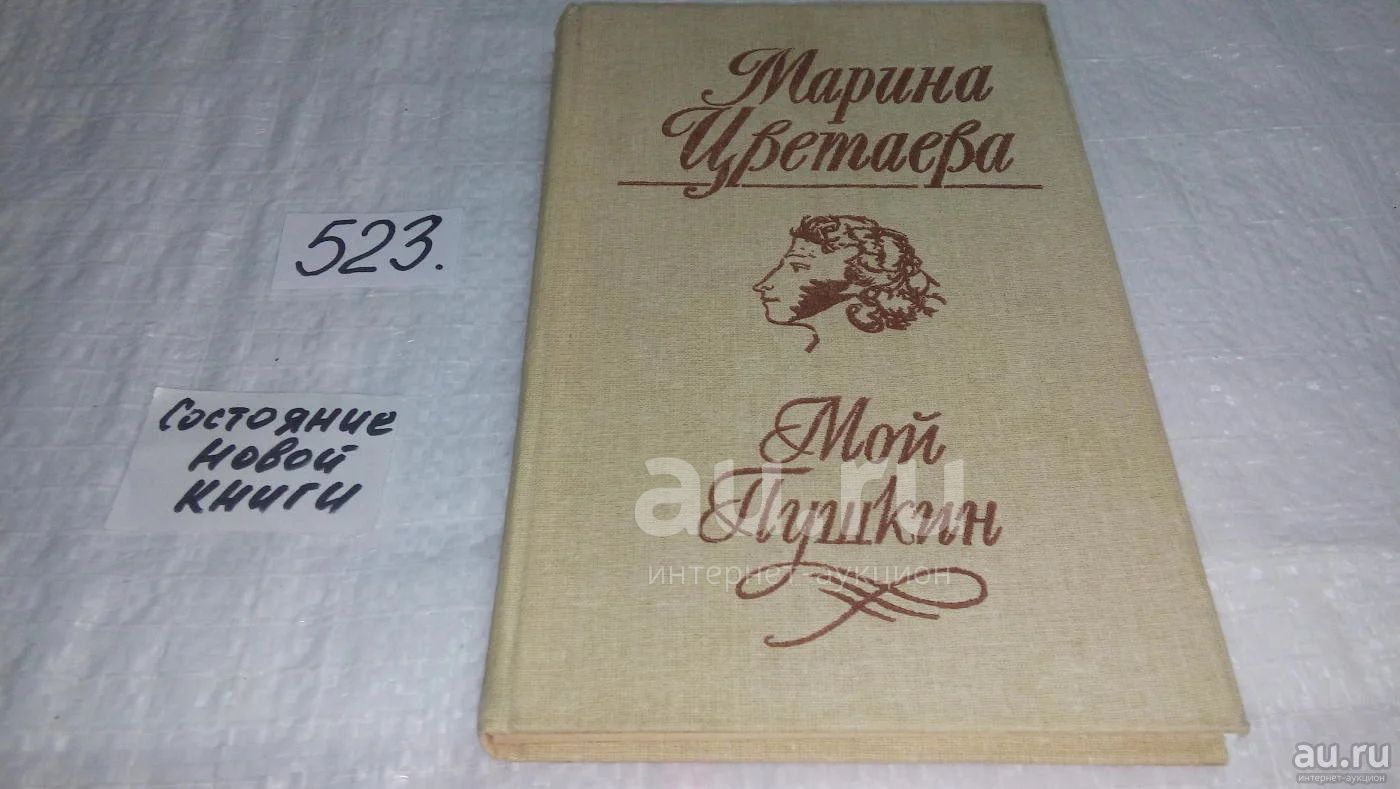 Марина
Цветаева
523.
Состояние
новой
книги
Мой
Пушкин
au.ru
интернет-аукцион
au.ru
интернет-аукцион